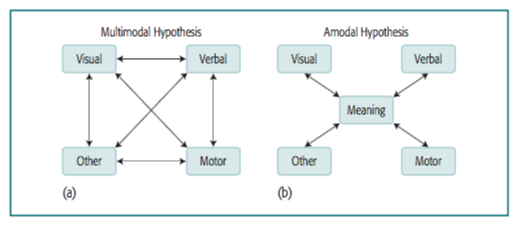 Multimodal Hypothesis
Visual
Verbal
Other
Motor
(a)
Amodal Hypothesis
Visual
Verbal
Meaning
Other
Motor
(b)